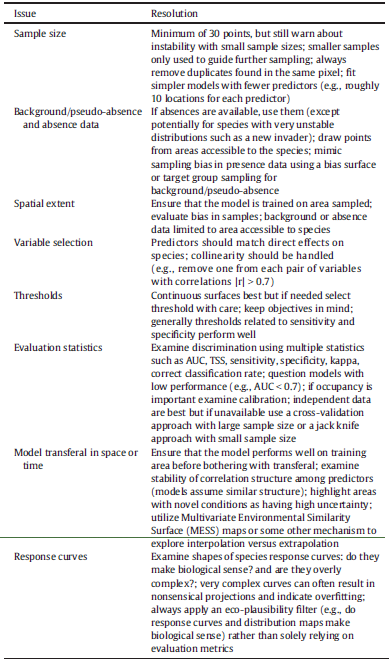 Issue Resolution
Sample size Minimum of 30 points, but still warn about
instability with small sample sizes; smaller samples
only used to guide further sampling; always
remove duplicates found in the same pixel; fit
simpler models with fewer predictors (e.g., roughly
10 locations for each predictor)
Background/pseudo-absence If absences are available, use them (except
and absence data potentially for species with very unstable
distributions such as a new invader); draw points
from areas accessible to the species; mimic
sampling bias in presence data using a bias surface
or target group sampling for
background/pseudo-absence
Spatial extent Ensure that the model is trained on area sampled;
evaluate bias in samples; background or absence
data limited to area accessible to species
Variable selection Predictors should match direct effects on
species; collinearity should be handled
(e.g., remove one from each pair of variables
with correlations |r| > 0.7)
Thresholds Continuous surfaces best but if needed select
threshold with care; keep objectives in mind;
generally thresholds related to sensitivity and
specificity perform well
Evaluation statistics Examine discrimination using multiple statistics
such as AUC, TSS, sensitivity, specificity, kappa,
correct classification rate; question models with
low performance (e.g., AUC < 0.7); if occupancy is
important examine calibration; independent data
are best but if unavailable use a cross-validation
approach with large sample size or a jack knife
approach with small sample size
Model transferal in space or Ensure that the model performs well on training
time area before bothering with transferal; examine
stability of correlation structure among predictors
(models assume similar structure); highlight areas
with novel conditions as having high uncertainty;
utilize Multivariate Environmental Similarity
Surface (MESS) maps or some other mechanism to
explore interpolation versus extrapolation
Response curves Examine shapes of species response curves; do they
make biological sense? and are they overly
complex?; very complex curves can often result in
nonsensical projections and indicate overfitting;
always apply an eco-plausibility filter (e.g., do
response curves and distribution maps make
biological sense) rather than solely relying on
evaluation metrics